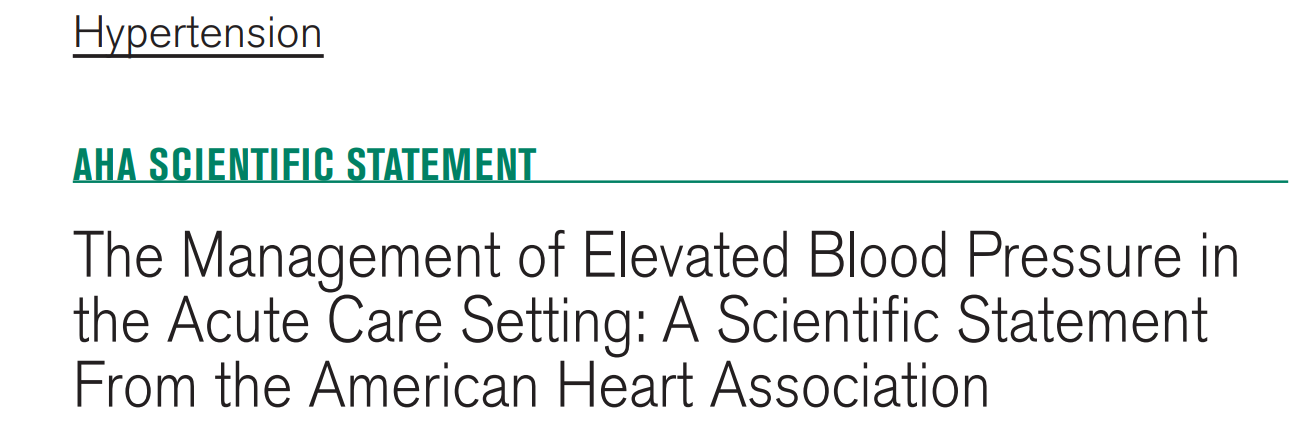 Hypertension
AHA SCIENTIFIC STATEMENT
The Management of Elevated Blood Pressure in
the Acute Care Setting: A Scientific Statement
From the American Heart Association